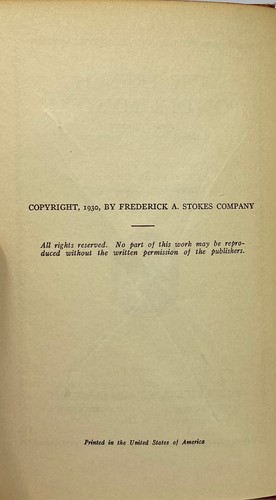 COPYRIGHT, 1930, BY FREDERICK A. STOKES COMPANY
All rights reserved. No part of this work may be repro-
duced without the written permission of the publishers.
Printed in the United States of America